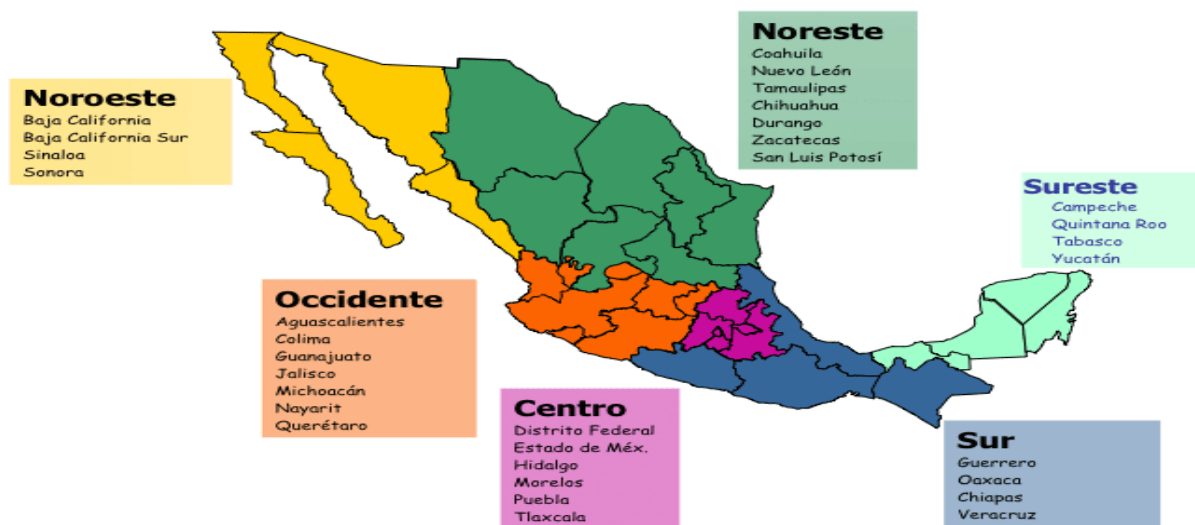 Noroeste
Baja California
Baja California Sur
Sinaloa
Sonora
Noreste
Coahuila
Nuevo León
Tamaulipas
Chihuahua
Durango
Zacatecas
San Luis Potosí
Sureste
Campeche
Quintana Roo
Tabasco
Yucatán
Occidente
Aguascalientes
Colima
Guanajuato
Jalisco
Michoacán
Nayarit
Querétaro
Centro
Distrito Federal
Estado de Méx.
Hidalgo
Morelos
Puebla
Tlaxcala
Sur
Guerrero
Oaxaca
Chiapas
Veracruz